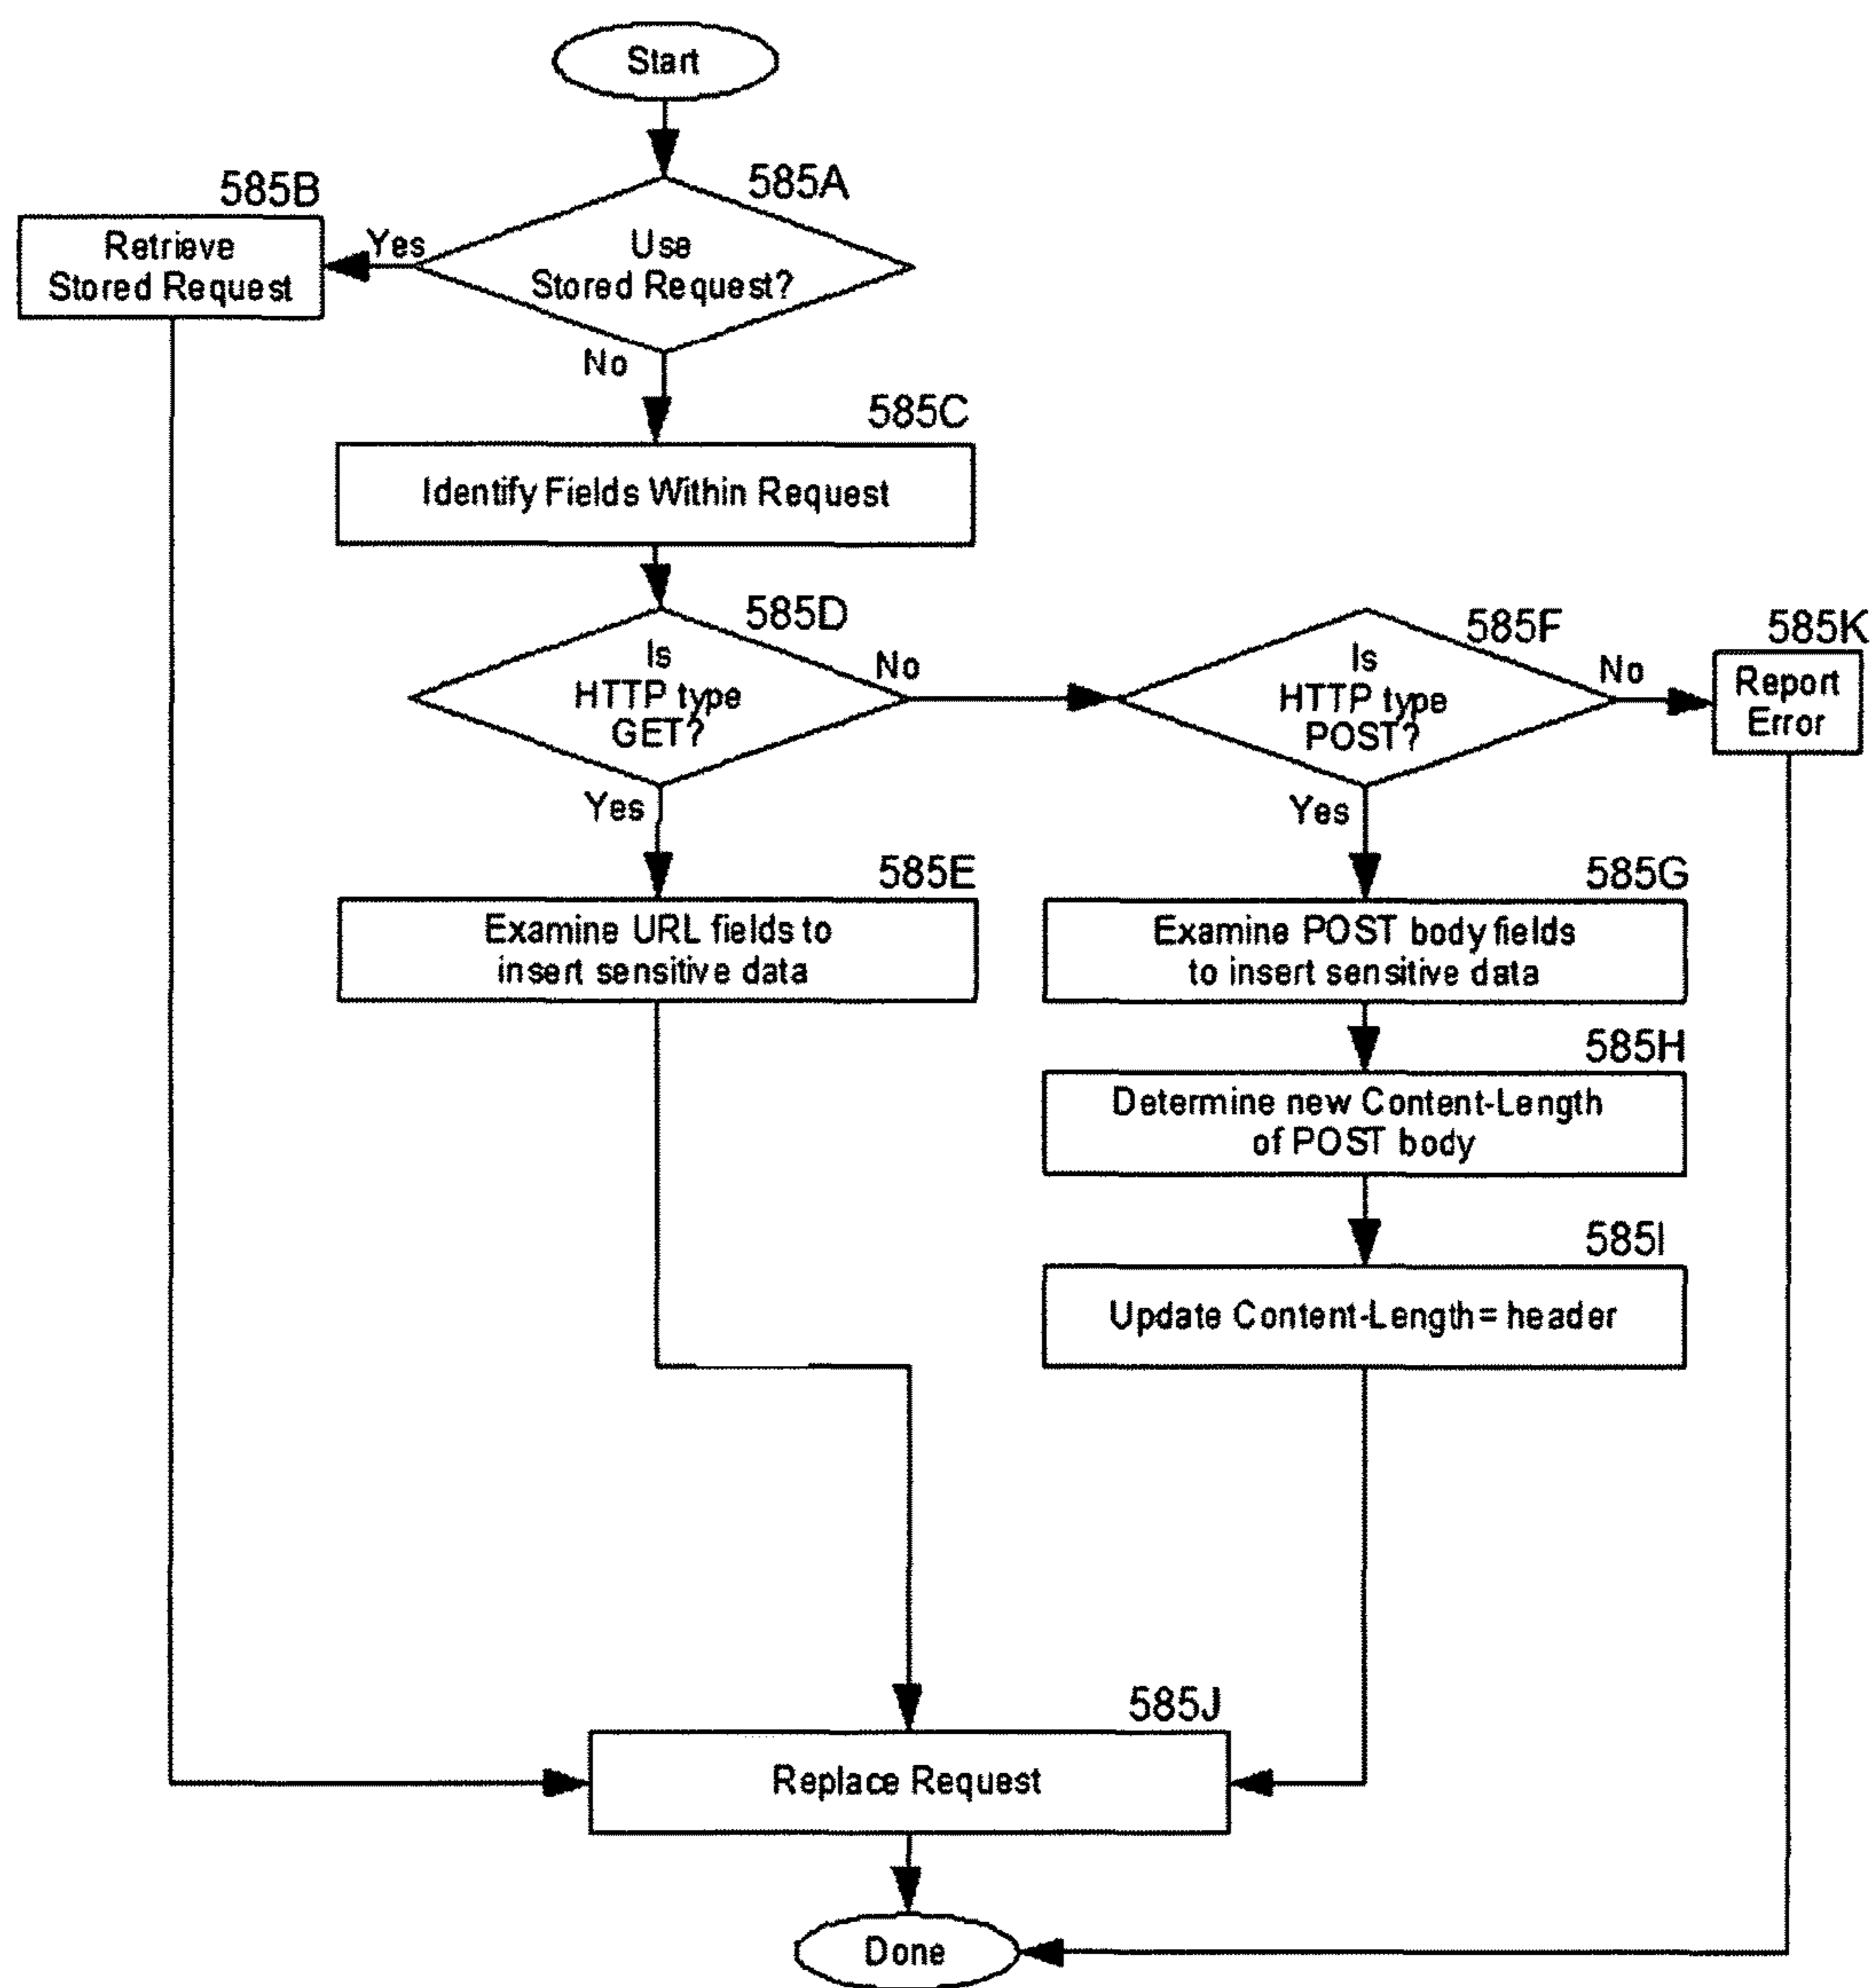 Start
585A
585B
Retrieve
Stored Request
Yes
Use
Stored Request?
No
585C
Identify Fields Within Request
585D
Is
HTTP type
GET?
No
585F
Is
HTTP type
POST?
No
585K
Report
Error
Yes
Yes
585E
Examine URL fields to
insert sensitive data
585G
Examine POST body fields
to insert sensitive data
585H
Determine new Content-Length
of POST body
585I
Update Content-Length= header
585J
Replace Request
Done